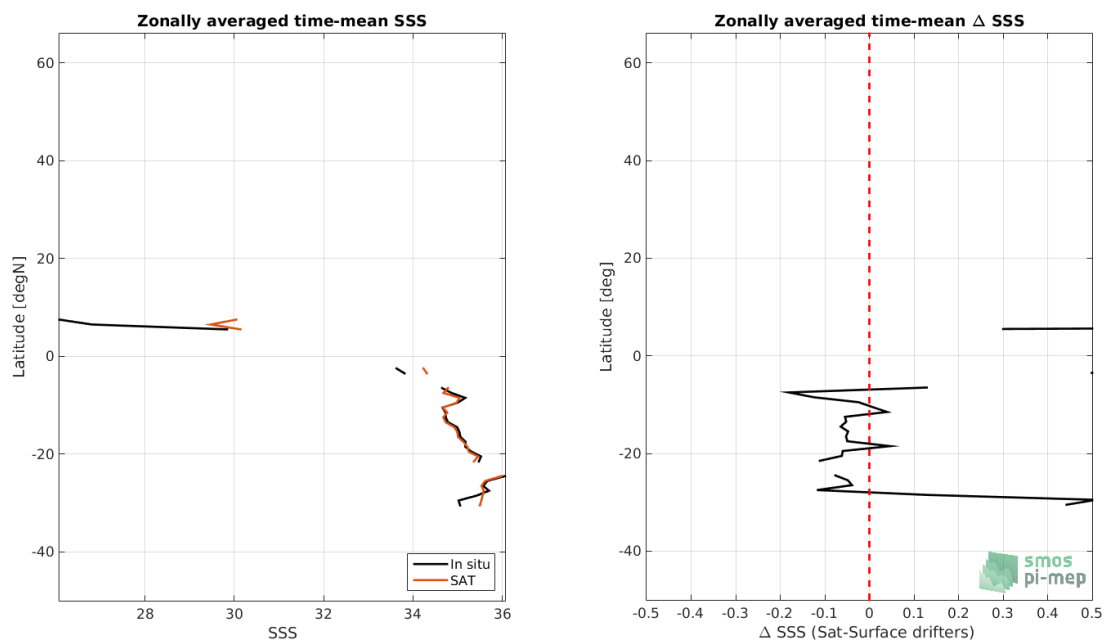 Zonally averaged time-mean SSS
60
40
20
0
-20
-40
Latitude [degN]
28
30
32
34
36
SSS
In situ
SAT
Zonally averaged time-mean Δ SSS
60
40
20
0
-20
-40
Latitude [deg]
-0.5
-0.4
-0.3
-0.2
-0.1
0
0.1
0.2
0.3
0.4
0.5
Δ SSS (Sat-Surface drifters)
smos
pi-mep